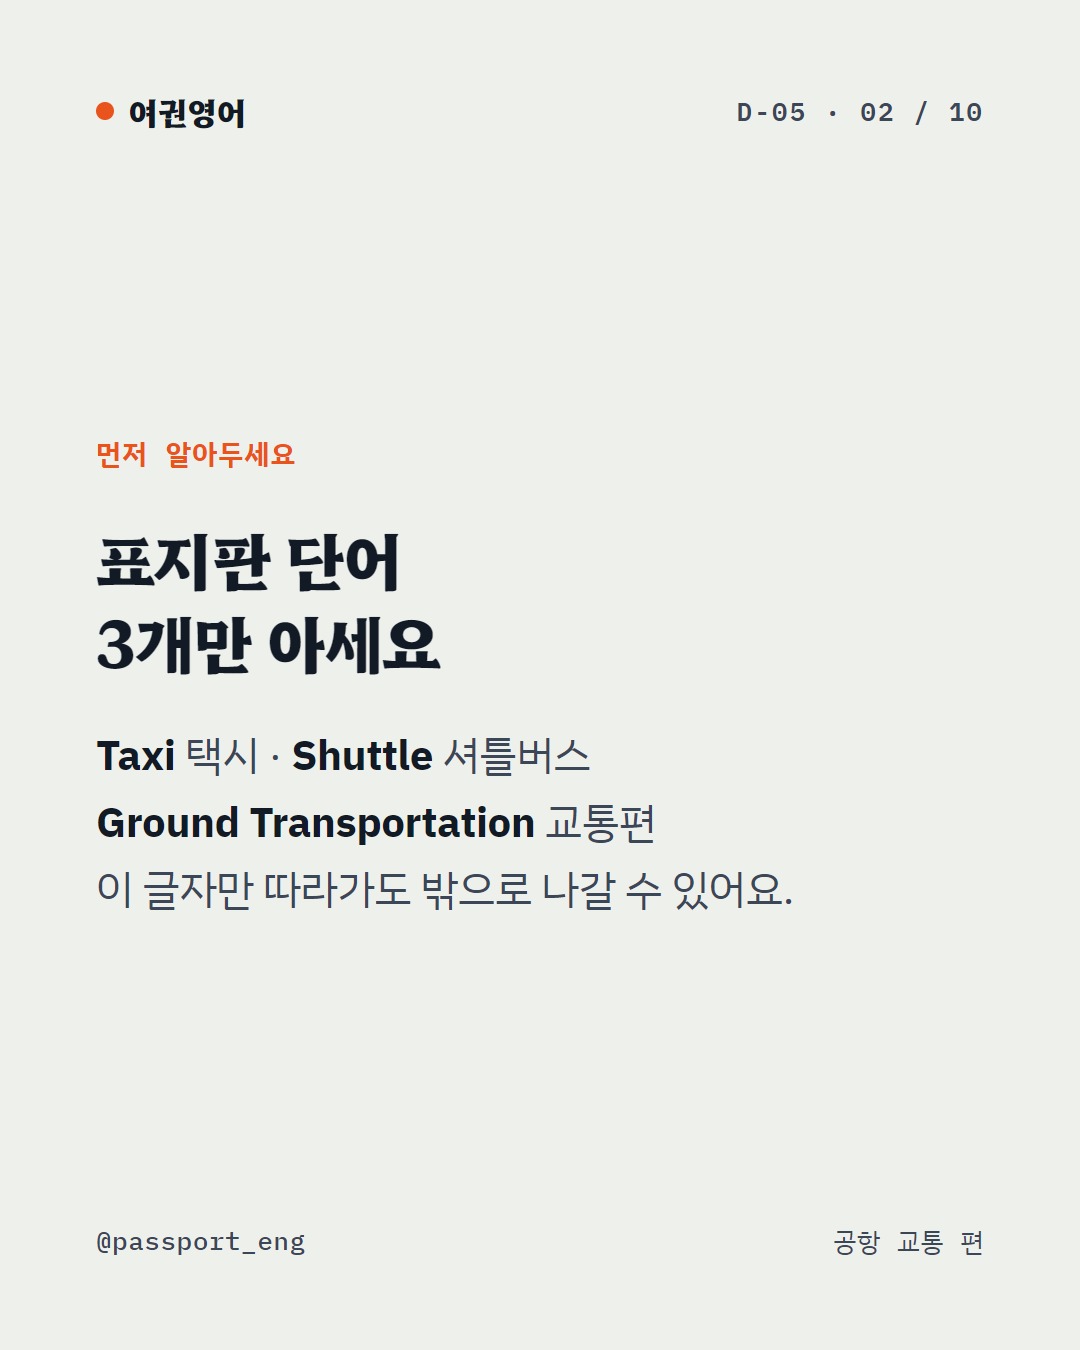 여권영어
D-05 · 02 / 10
먼저 알아두세요
표지판 단어
3개만 아세요
Taxi 택시 · Shuttle 셔틀버스
Ground Transportation 교통편
이 글자만 따라가도 밖으로 나갈 수 있어요.
@passport_eng
공항 교통 편